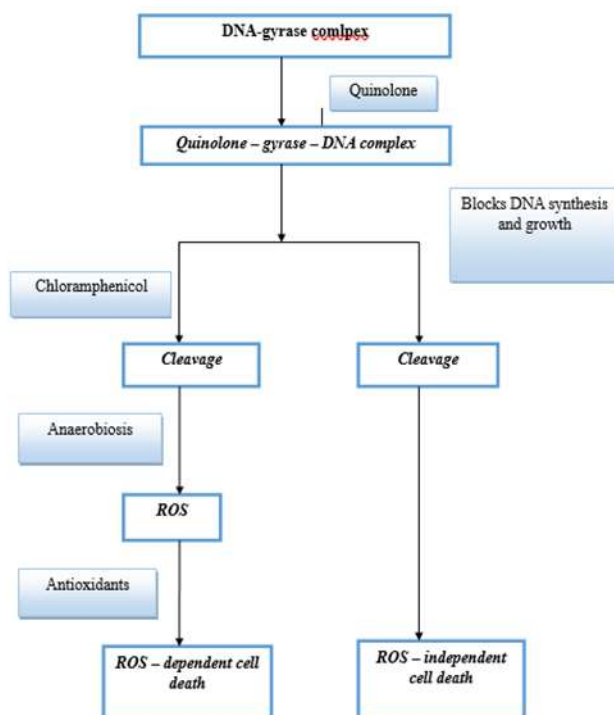 DNA-gyrase comlpex
Quinolone
Quinolone – gyrase – DNA complex
Blocks DNA synthesis
and growth
Chloramphenicol
Cleavage
Cleavage
Anaerobiosis
ROS
Antioxidants
ROS – dependent cell
death
ROS – independent
cell death